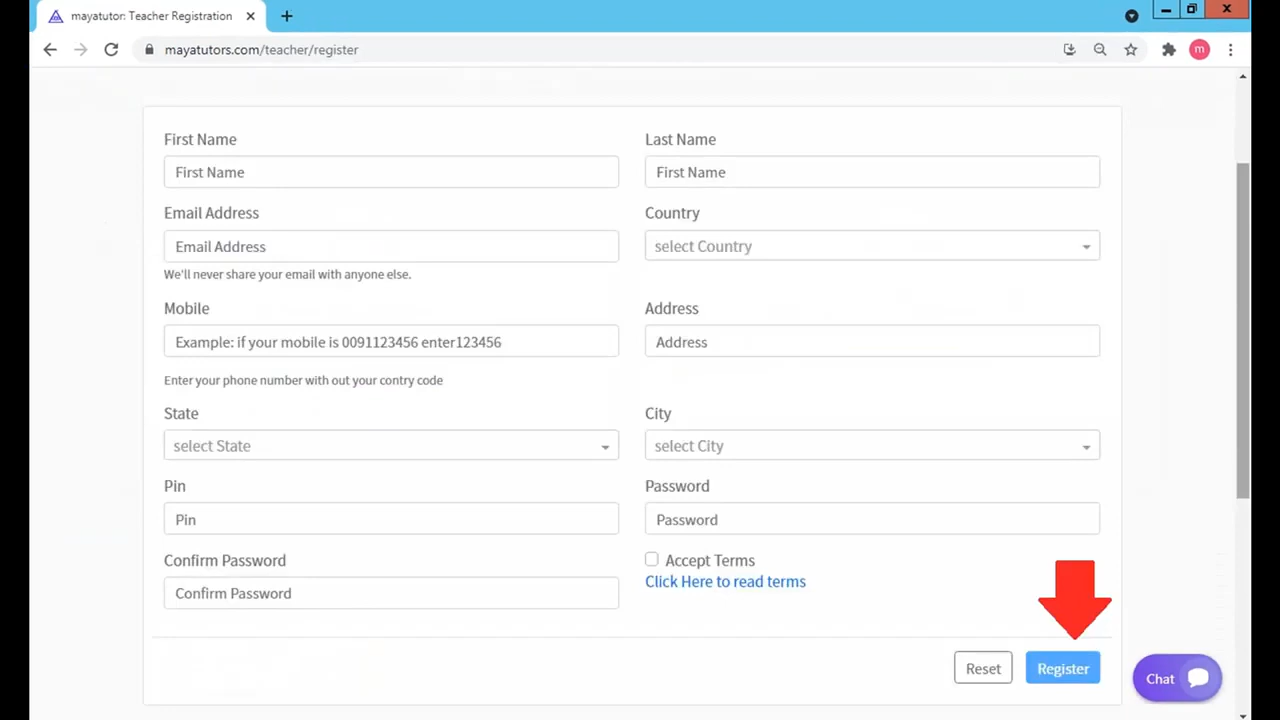 mayatutor: Teacher Registration
mayatutors.com/teacher/register
m
First Name
Last Name
First Name
First Name
Email Address
Country
Email Address
select Country
We'll never share your email with anyone else.
Mobile
Address
Example: if your mobile is 0091123456 enter123456
Address
Enter your phone number with out your contry code
State
City
select State
select City
Pin
Password
Pin
Password
Confirm Password
Accept Terms
Click Here to read terms
Confirm Password
Reset
Register
Chat